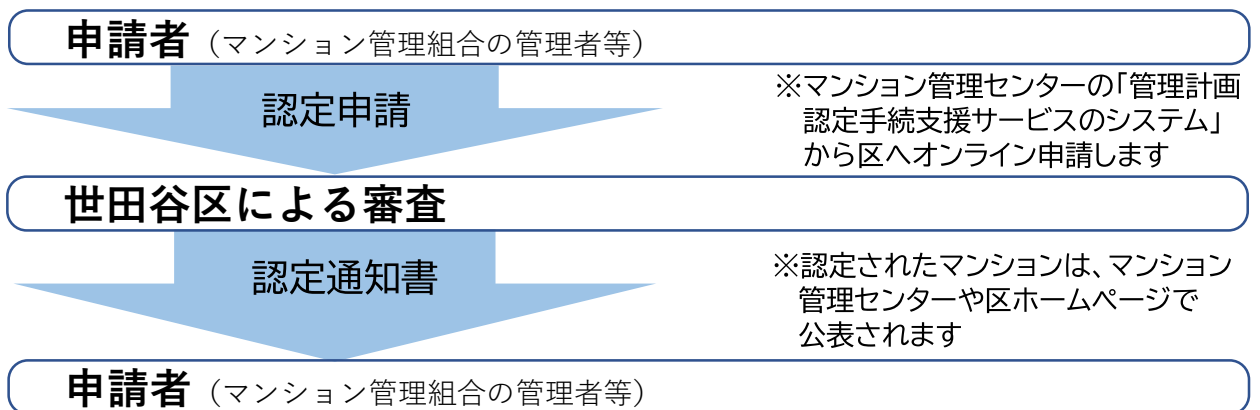 申請者（マンション管理組合の管理者等）
認定申請
※マンション管理センターの「管理計画
認定手続支援サービスのシステム」
から区へオンライン申請します
世田谷区による審査
認定通知書
※認定されたマンションは、マンション
管理センターや区ホームページで
公表されます
申請者（マンション管理組合の管理者等）